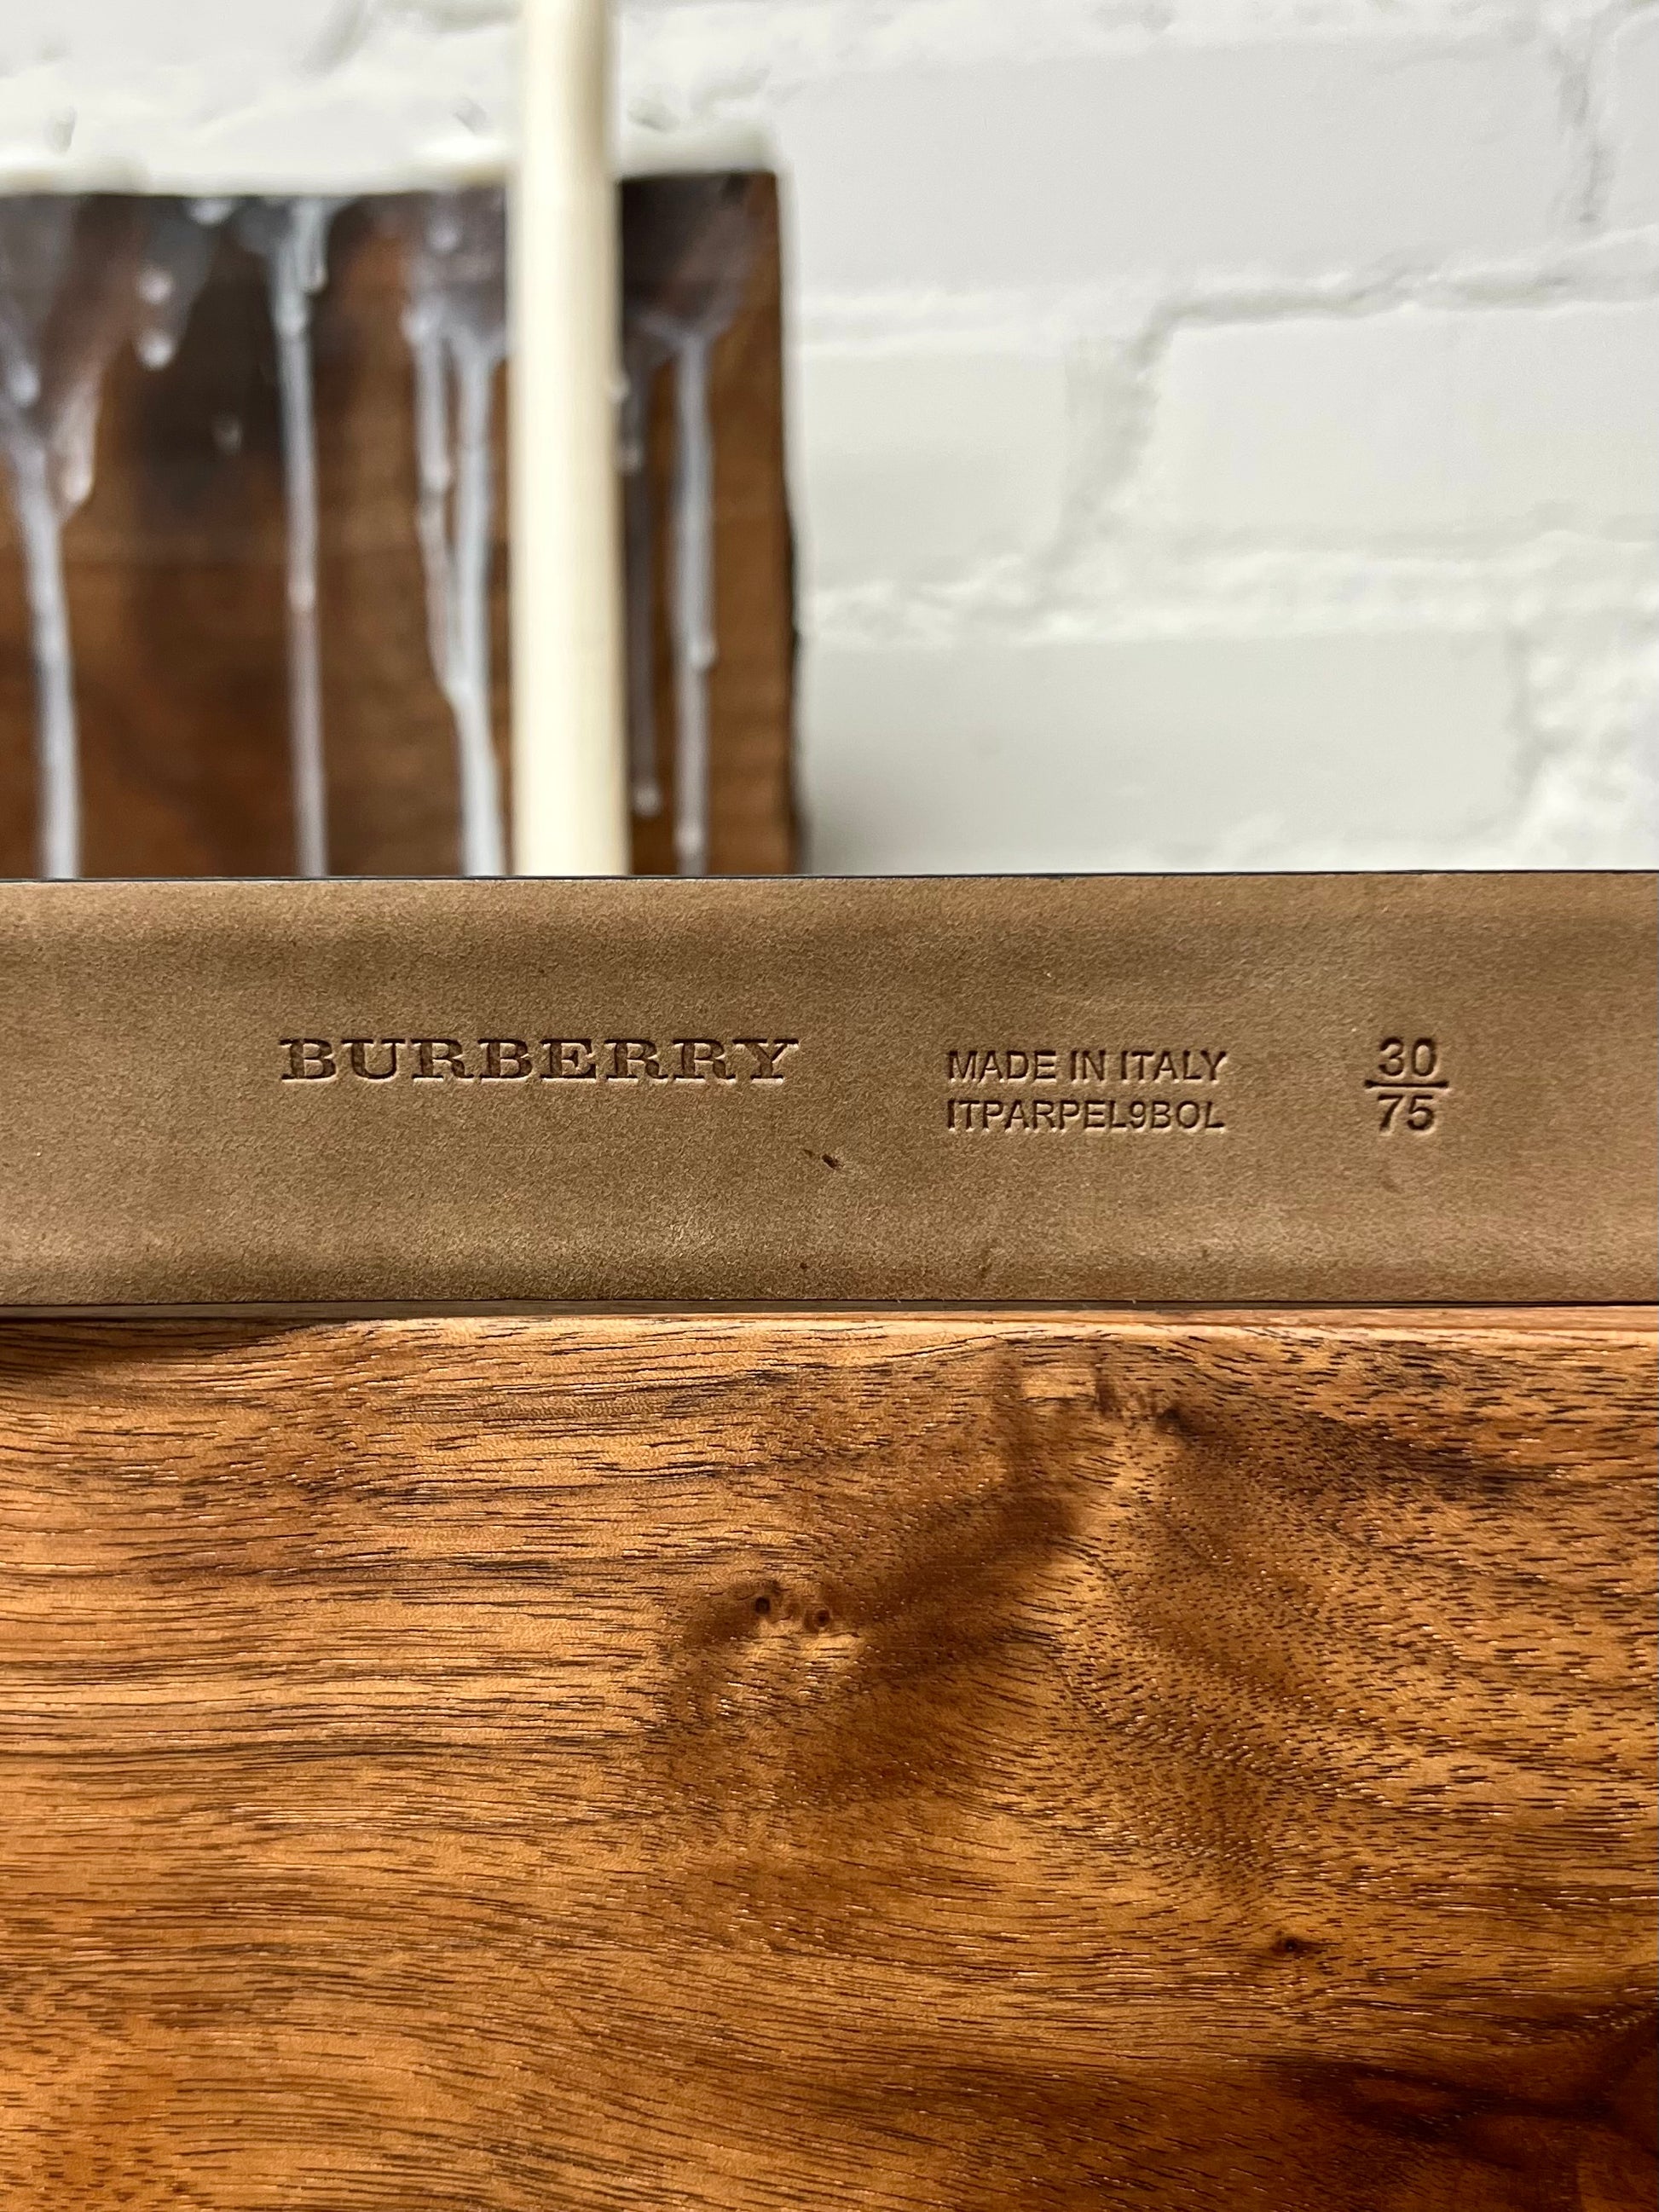 BURBERRY
MADE IN ITALY
ITPARPEL9BOL
30
75